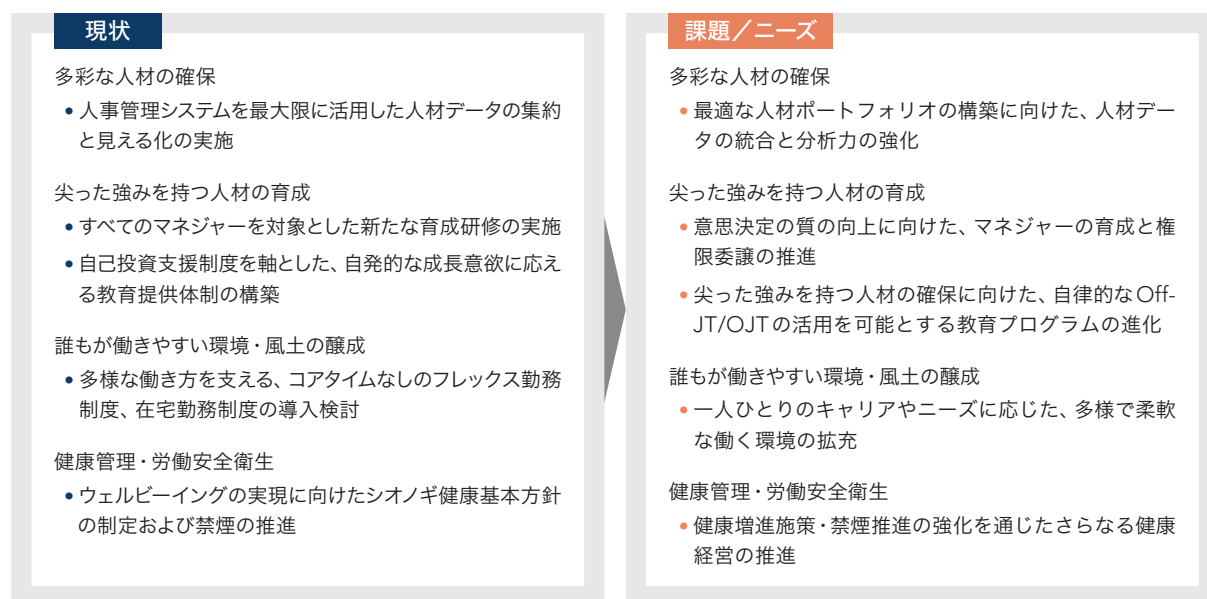 現状
多彩な人材の確保
• 人事管理システムを最大限に活用した人材データの集約
と見える化の実施
尖った強みを持つ人材の育成
• すべてのマネジャーを対象とした新たな育成研修の実施
• 自己投資支援制度を軸とした、自発的な成長意欲に応え
る教育提供体制の構築
誰もが働きやすい環境・風土の醸成
• 多様な働き方を支える、コアタイムなしのフレックス勤務
制度、在宅勤務制度の導入検討
健康管理・労働安全衛生
• ウェルビーイングの実現に向けたシオノギ健康基本方針
の制定および禁煙の推進
課題／ニーズ
多彩な人材の確保
• 最適な人材ポートフォリオの構築に向けた、人材デー
タの統合と分析力の強化
尖った強みを持つ人材の育成
• 意思決定の質の向上に向けた、マネジャーの育成と権
限委譲の推進
• 尖った強みを持つ人材の確保に向けた、自律的なOff-
JT/OJTの活用を可能とする教育プログラムの進化
誰もが働きやすい環境・風土の醸成
• 一人ひとりのキャリアやニーズに応じた、多様で柔軟
な働く環境の拡充
健康管理・労働安全衛生
• 健康増進施策・禁煙推進の強化を通じたさらなる健康
経営の推進